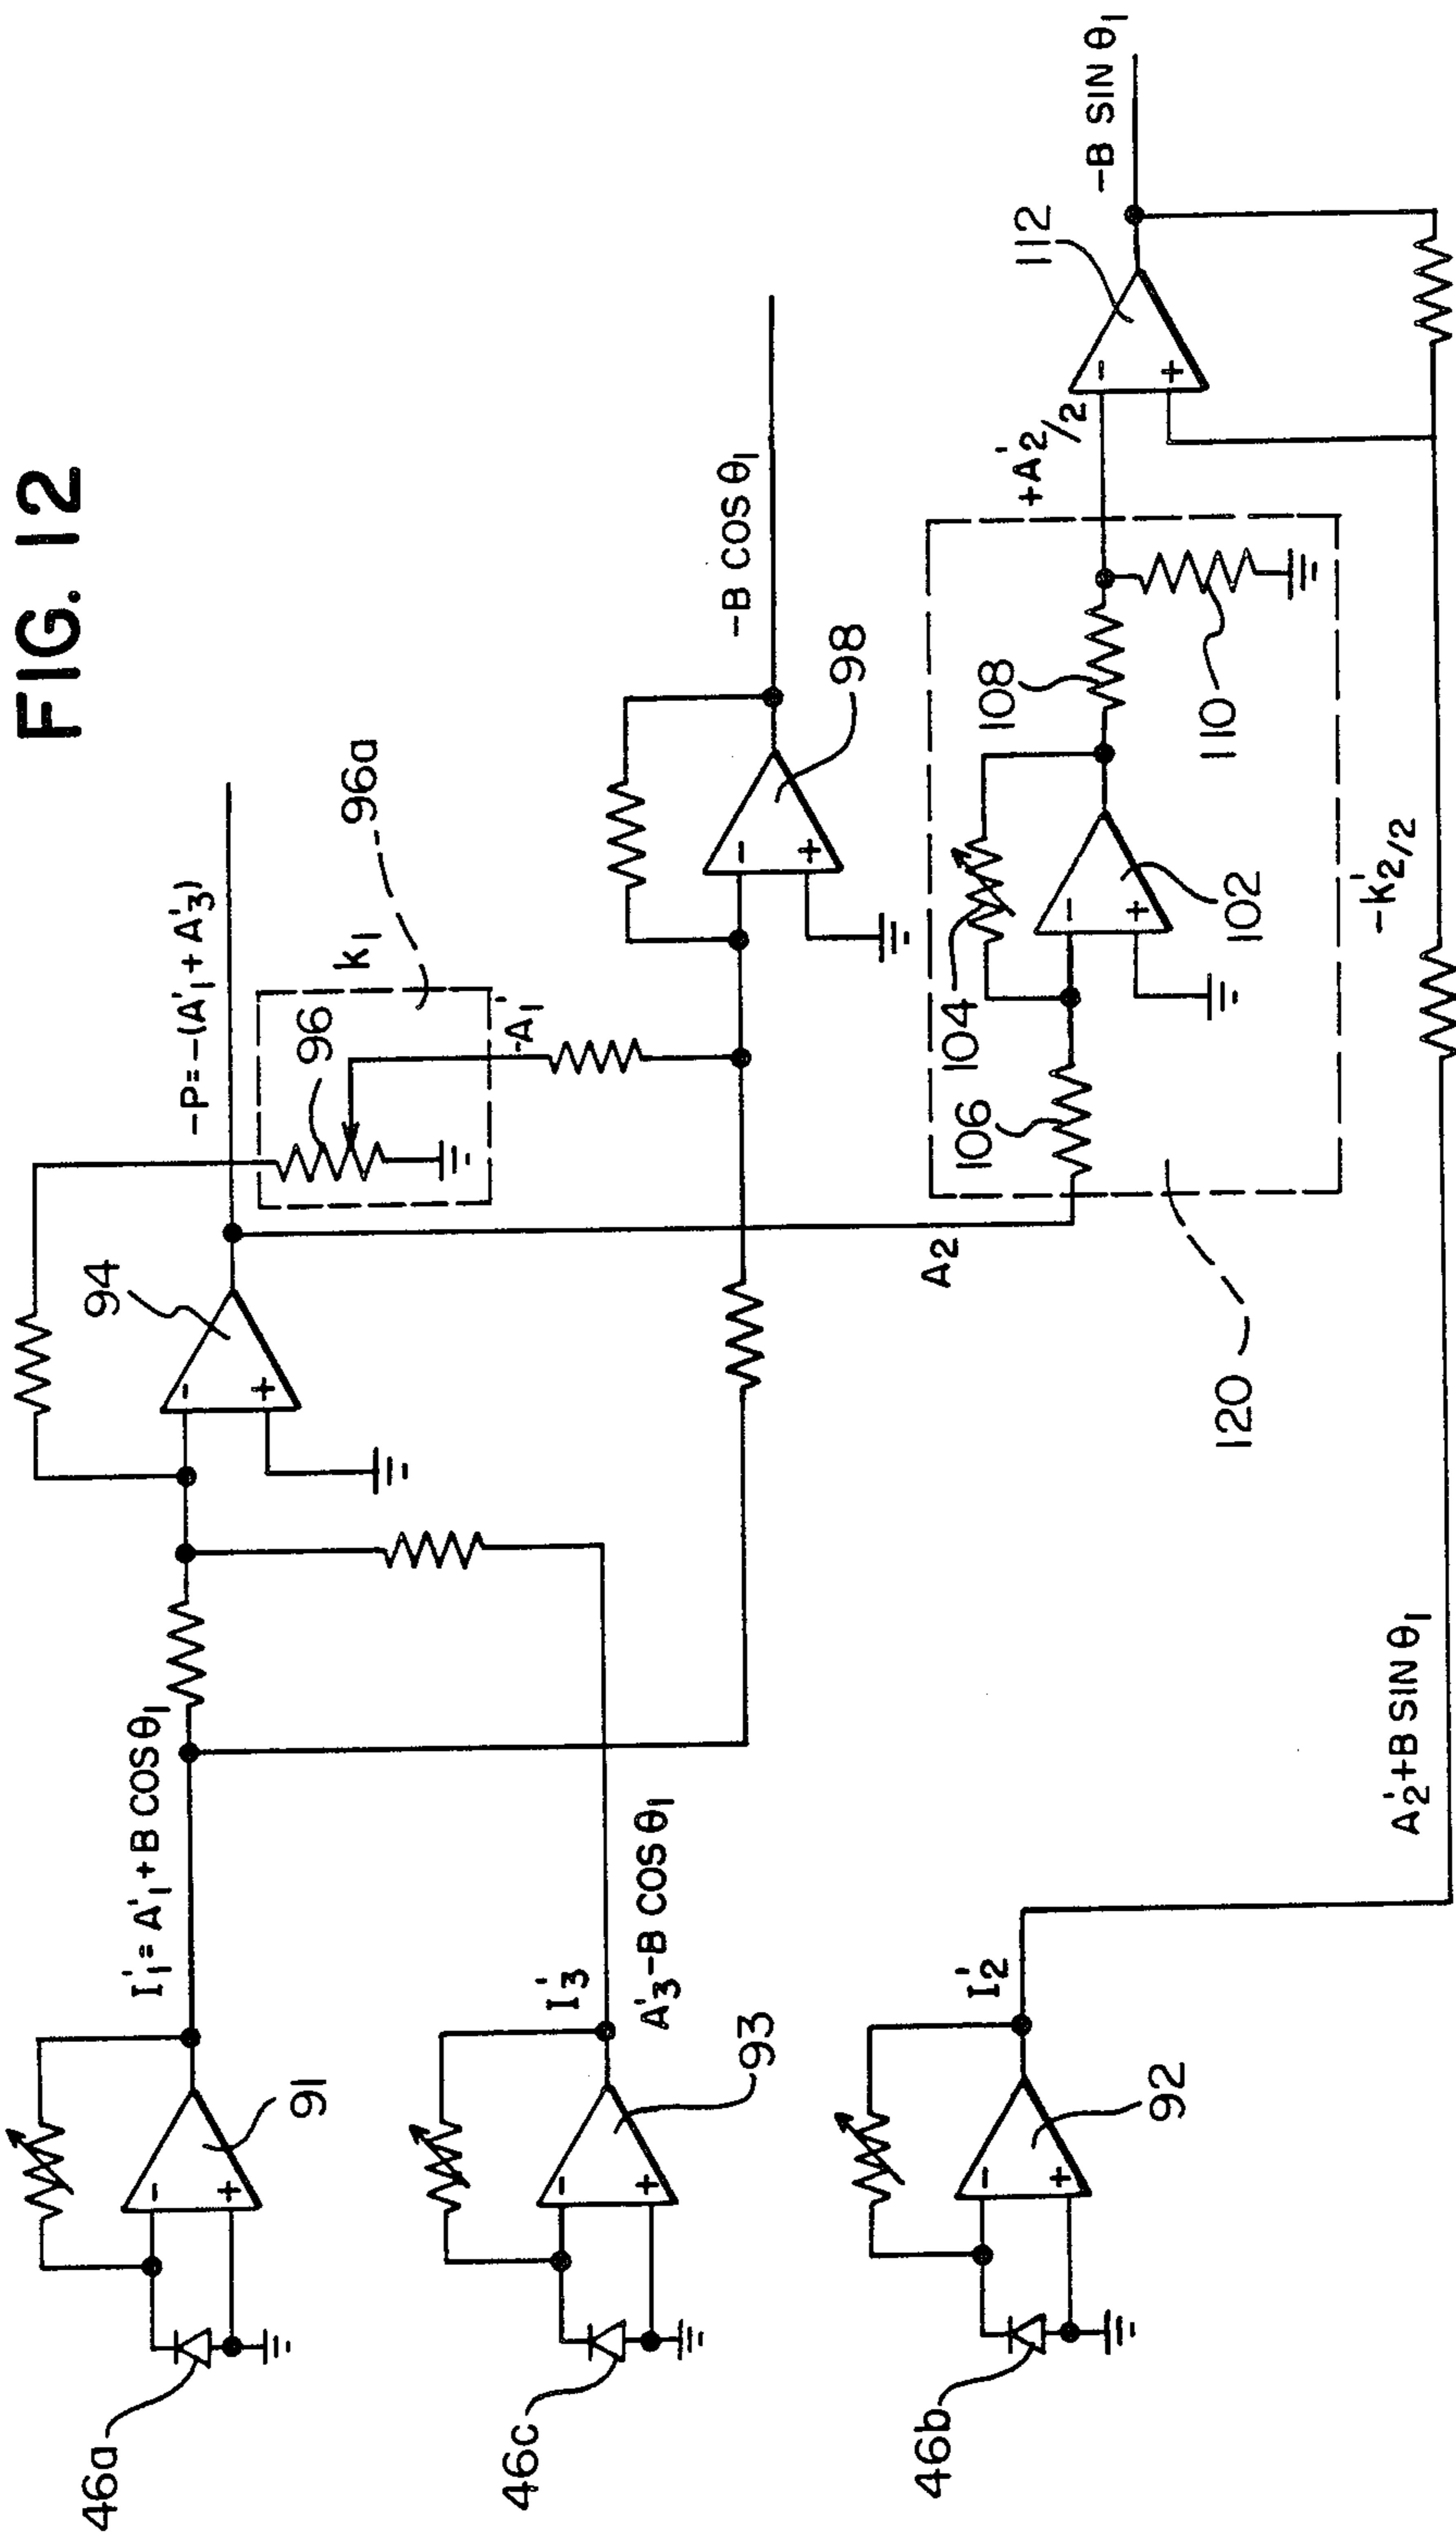 FIG. 12
46a
91
I'1 = A'1 + B COS θ1
94
-P = -(A'1 + A'3)
96
96a
k1
-A'1
46c
93
I'3
A'3 - B COS θ1
98
-B COS θ1
46b
92
I'2
A'2 + B SIN θ1
A2
106
104
102
108
110
120
-k'2/2
+A'2/2
112
-B SIN θ1
- + - + - + - + - + - + - +